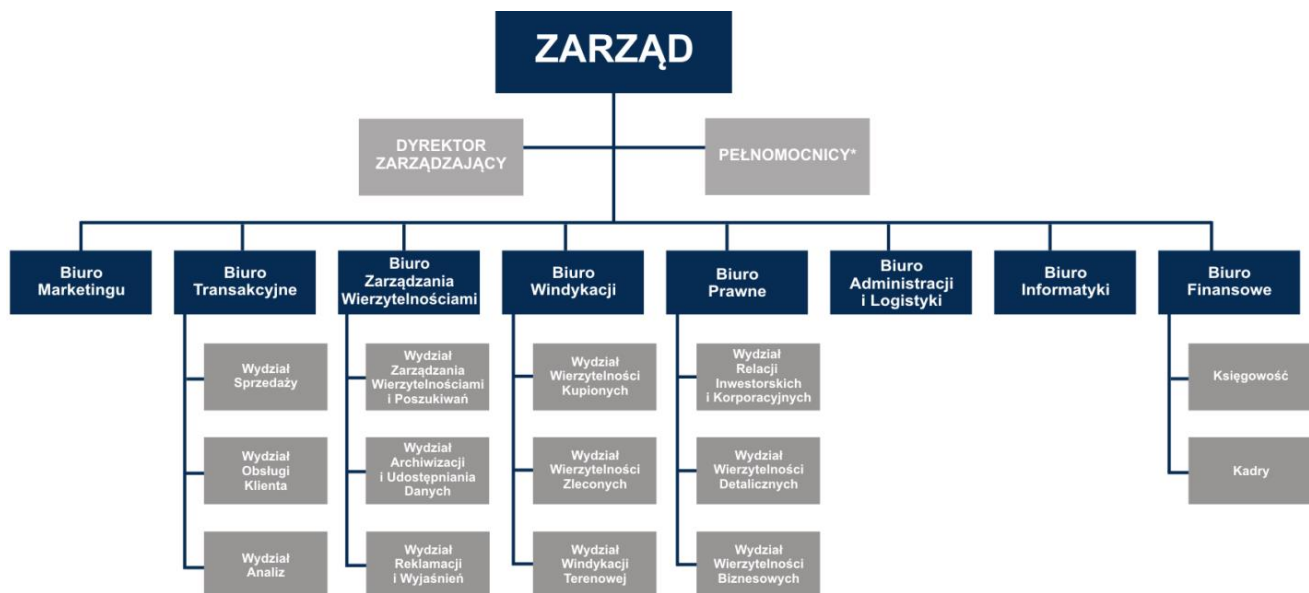 ZARZĄD
DYREKTOR
ZARZĄDZAJĄCY
PEŁNOMOCNICY*
Biuro
Marketingu
Biuro
Transakcyjne
Biuro
Zarządzania
Wierzytelnościami
Biuro
Windykacji
Biuro
Prawne
Biuro
Administracji
i Logistyki
Biuro
Informatyki
Biuro
Finansowe
Wydział
Sprzedaży
Wydział
Zarządzania
Wierzytelnościami
i Poszukiwań
Wydział
Wierzytelności
Kupionych
Wydział
Relacji
Inwestorskich
i Korporacyjnych
Księgowość
Wydział
Obsługi
Klienta
Wydział
Archiwizacji
i Udostępniania
Danych
Wydział
Wierzytelności
Zleconych
Wydział
Wierzytelności
Detalicznych
Kadry
Wydział
Analiz
Wydział
Reklamacji
i Wyjaśnień
Wydział
Windykacji
Terenowej
Wydział
Wierzytelności
Biznesowych